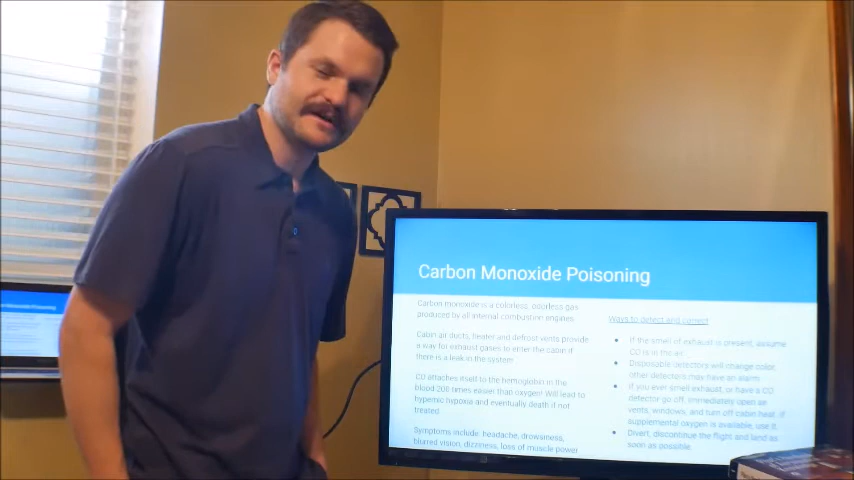 Carbon Monoxide Poisoning
Carbon monoxide is a colorless, odorless gas
produced by all internal combustion engines.
Cabin air ducts, heater and defrost vents provide
a way for exhaust gases to enter the cabin if
there is a leak in the system.
CO attaches itself to the hemoglobin in the
blood 200 times easier than oxygen! Will lead to
hypemic hypoxia and eventually death if not
treated.
Symptoms include: headache, drowsiness,
blurred vision, dizziness, loss of muscle power
Ways to detect and correct
If the smell of exhaust is present, assume
CO is in the air
Disposable detectors will change color,
other detectors may have an alarm.
If you ever smell exhaust, or have a CO
detector go off, immediately open air
vents, windows, and turn off cabin heat. If
supplemental oxygen is available, use it.
Divert, discontinue the flight and land as
soon as possible.